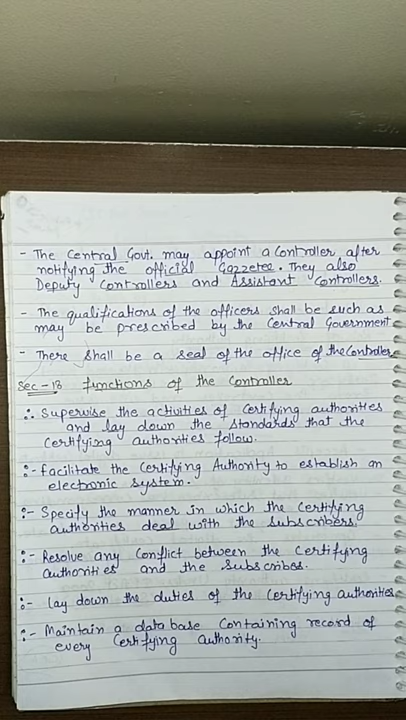 - The Central Govt. may appoint a Controller after
notifying the official Gazzetee. They also
Deputy Controllers and Assistant Controllers.
- The qualifications of the officers shall be such as
may be prescribed by the Central Government
- There shall be a seal of the office of the Controller
Sec - 18 functions of the Controller
∴ Supervise the activities of Certifying authorities
and lay down the standards that the
Certifying authorities follow.
:- facilitate the Certifying Authority to establish an
electronic system.
:- Specify the manner in which the Certifying
authorities deal with the subscribers
:- Resolve any Conflict between the Certifying
authorities and the subscribes.
:- lay down the duties of the Certifying authorities
:- Maintain a data base Containing record of
every Certifying authority.